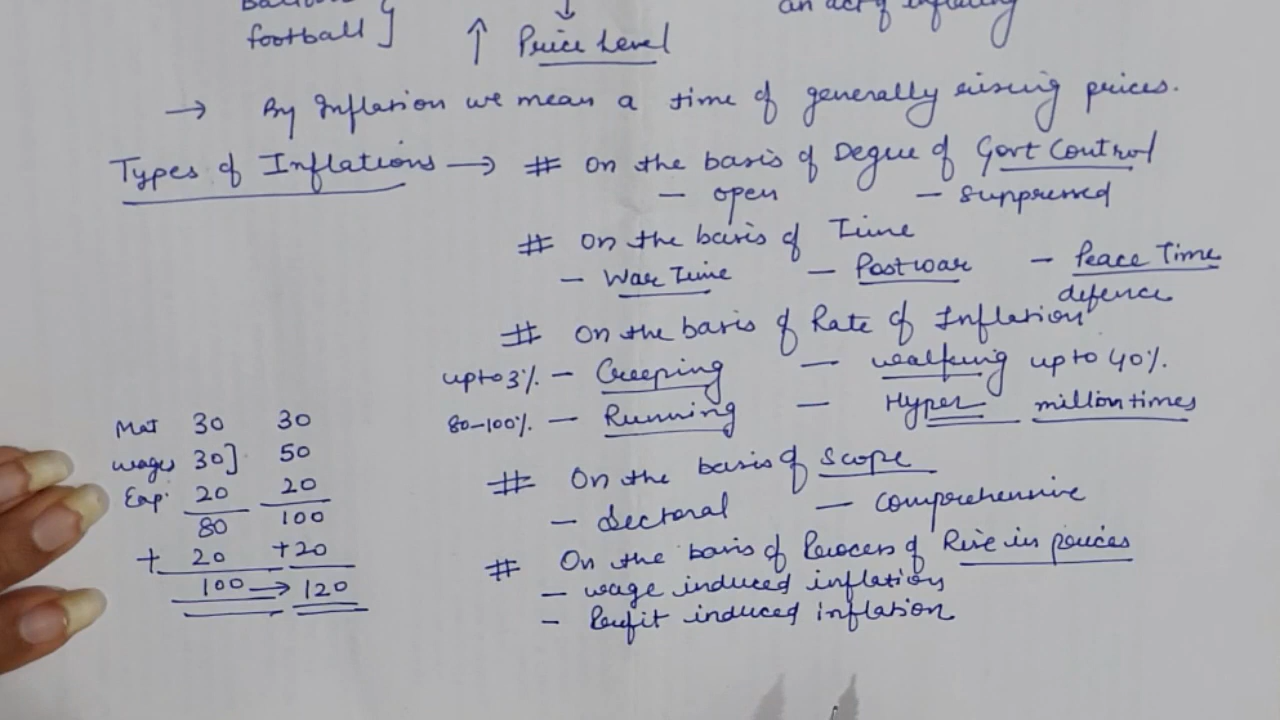 football ]
an act of inflating
↑ Price Level
→ By Inflation we mean a time of generally rising prices.
Types of Inflations → # On the basis of Degree of Govt Control
- open - suppressed
# On the basis of Time
- War Time - Postwar - Peace Time
defence
# On the basis of Rate of Inflation
upto 3% - Creeping - walking up to 40%.
80-100% - Running - Hyper million times
# On the basis of Scope
- Sectoral - comprehensive
# On the basis of Process of Rise in prices
- wage induced inflation
- Profit induced inflation
Mat 30 30
wages 30] 50
Exp. 20 20
80 100
+ 20 +20
100 → 120